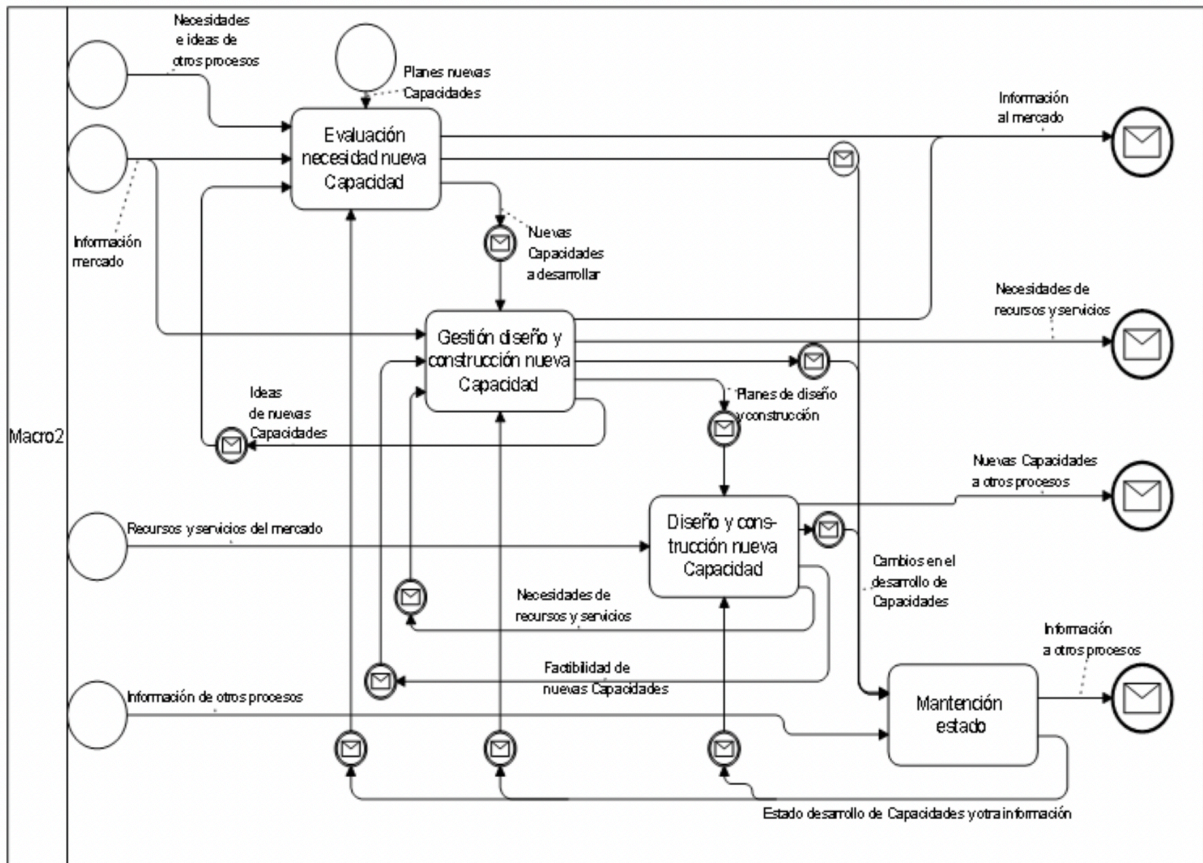 Necesidades
e ideas de
otros procesos
Planes nuevas
Capacidades
Información
al mercado
Evaluación
necesidad nueva
Capacidad
Información
mercado
Nuevas
Capacidades
a desarrollar
Necesidades de
recursos y servicios
Gestión diseño y
construcción nueva
Capacidad
Planes de diseño
y construcción
Ideas
de nuevas
Capacidades
Macro2
Nuevas Capacidades
a otros procesos
Recursos y servicios del mercado
Diseño y cons-
trucción nueva
Capacidad
Cambios en el
desarrollo de
Capacidades
Necesidades de
recursos y servicios
Información
a otros procesos
Factibilidad de
nuevas Capacidades
Información de otros procesos
Mantención
estado
Estado desarrollo de Capacidades y otra información